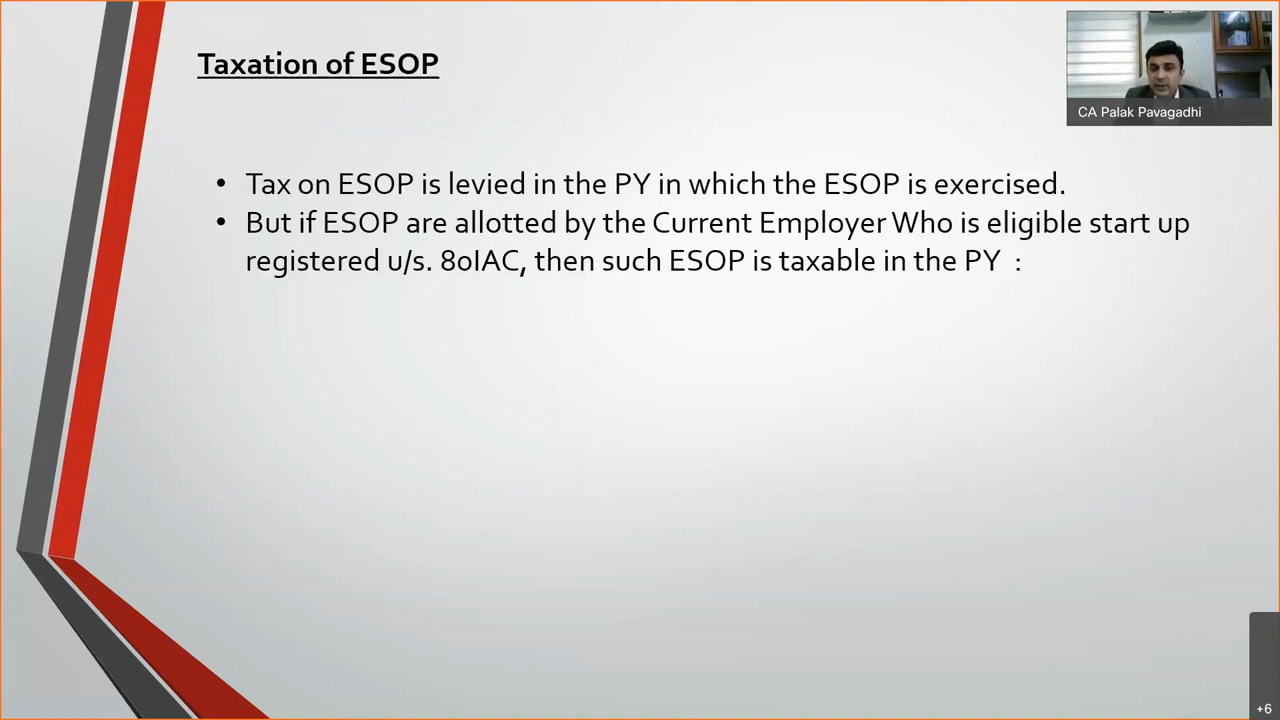 Taxation of ESOP
CA Palak Pavagadhi
• Tax on ESOP is levied in the PY in which the ESOP is exercised.
• But if ESOP are allotted by the Current Employer Who is eligible start up
registered u/s. 80IAC, then such ESOP is taxable in the PY :
+6